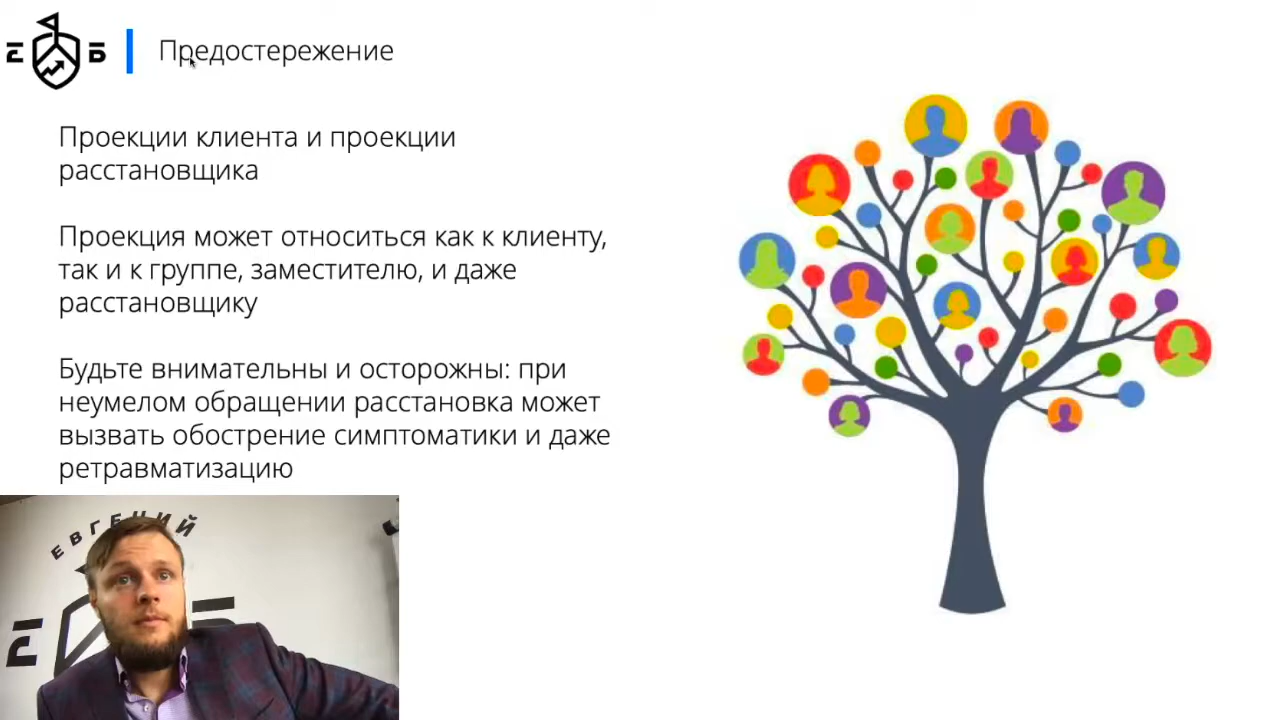 Є Б
Предостережение
Проекции клиента и проекции
расстановщика
Проекция может относиться как к клиенту,
так и к группе, заместителю, и даже
расстановщику
Будьте внимательны и осторожны: при
неумелом обращении расстановка может
вызвать обострение симптоматики и даже
ретравматизацию
ЕВГЕНИЙ
Є Б